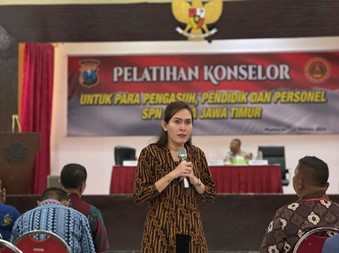 PELATIHAN KONSELOR
UNTUK PARA PENGASUH, PENDIDIK DAN PERSONEL
SPN JAWA TIMUR